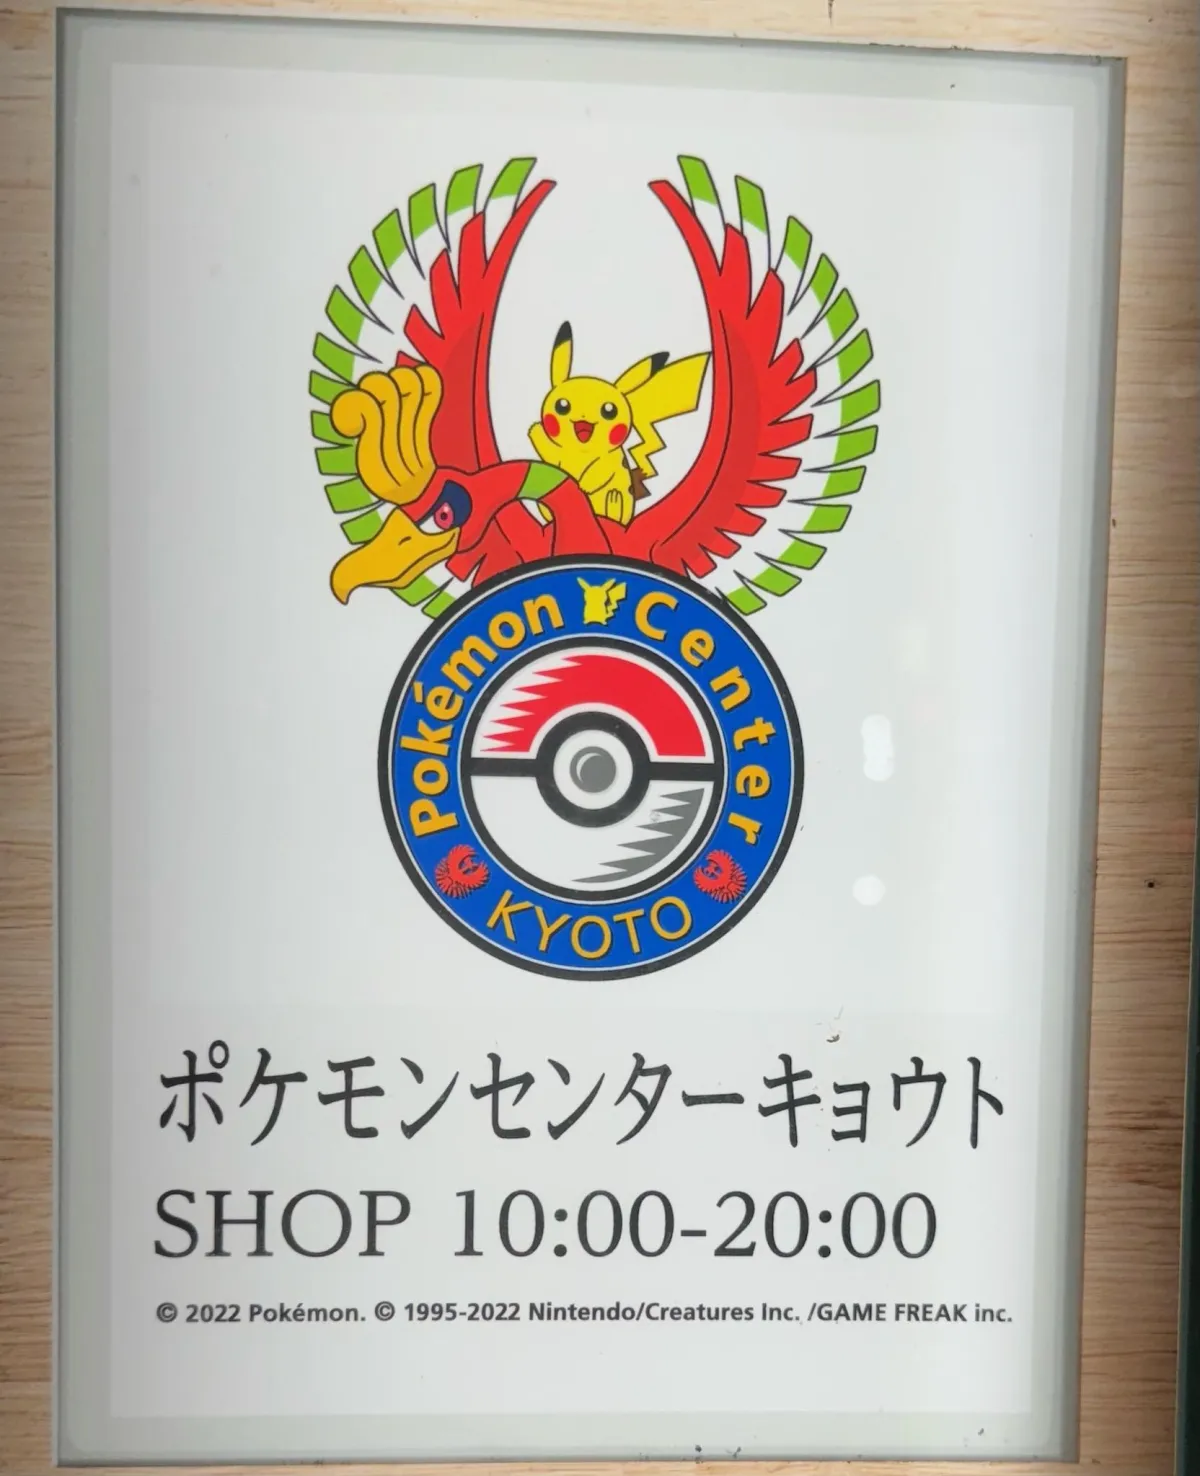 Pokémon Center
KYOTO
ポケモンセンターキョウト
SHOP 10:00-20:00
© 2022 Pokémon. © 1995-2022 Nintendo/Creatures Inc. /GAME FREAK inc.